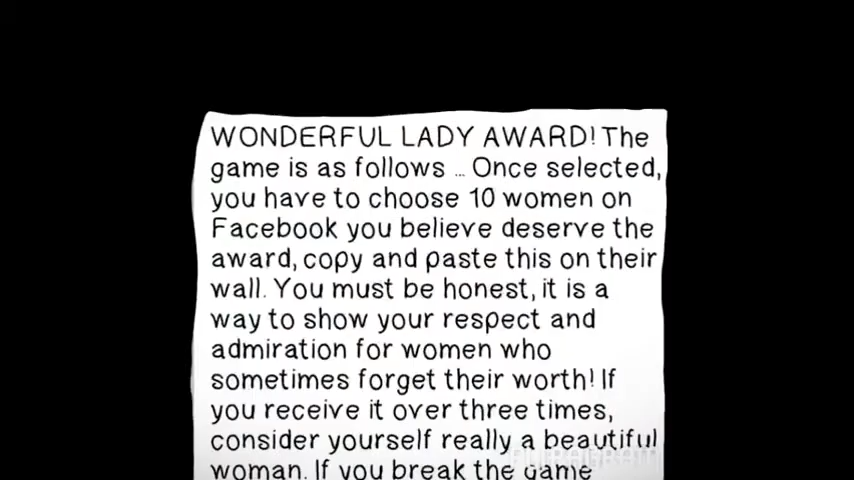 WONDERFUL LADY AWARD! The
game is as follows ... Once selected,
you have to choose 10 women on
Facebook you believe deserve the
award, copy and paste this on their
wall. You must be honest, it is a
way to show your respect and
admiration for women who
sometimes forget their worth! If
you receive it over three times,
consider yourself really a beautiful
woman. If you break the game